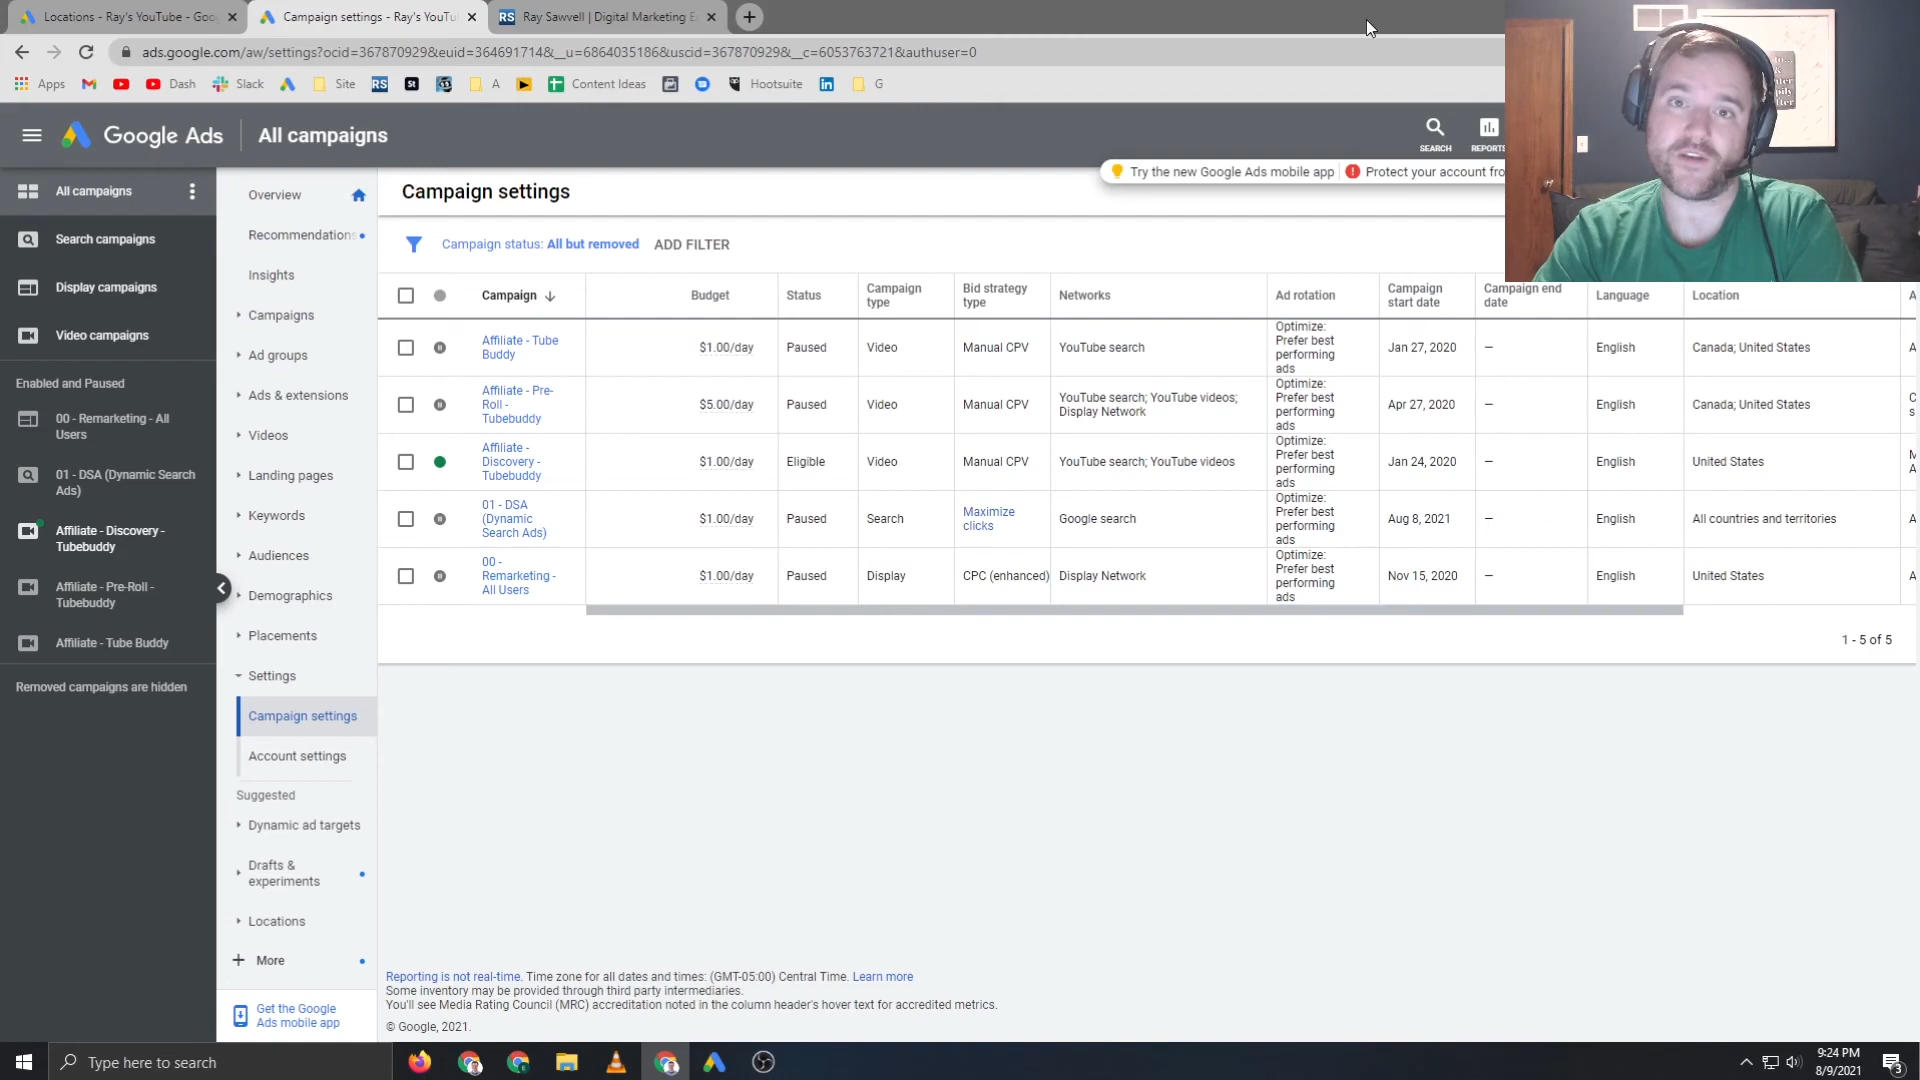 Locations - Ray's YouTube - Goo
Campaign settings - Ray's YouTu
RS Ray Sawvell | Digital Marketing E
ads.google.com/aw/settings?ocid=367870929&euid=364691714&__u=6864035186&uscid=367870929&__c=6053763721&authuser=0
Apps Dash Slack Site RS St A Content Ideas Hootsuite G
Google Ads All campaigns
SEARCH REPORTS
Try the new Google Ads mobile app Protect your account fro
All campaigns
Search campaigns
Display campaigns
Video campaigns
Enabled and Paused
00 - Remarketing - All
Users
01 - DSA (Dynamic Search
Ads)
Affiliate - Discovery -
Tubebuddy
Affiliate - Pre-Roll -
Tubebuddy
Affiliate - Tube Buddy
Removed campaigns are hidden
Overview
Recommendations
Insights
Campaigns
Ad groups
Ads & extensions
Videos
Landing pages
Keywords
Audiences
Demographics
Placements
Settings
Campaign settings
Account settings
Suggested
Dynamic ad targets
Drafts &
experiments
Locations
More
Get the Google
Ads mobile app
Campaign settings
Campaign status: All but removed ADD FILTER
Campaign Budget Status Campaign type Bid strategy type Networks Ad rotation Campaign start date Campaign end date Language Location A
Affiliate - Tube Buddy $1.00/day Paused Video Manual CPV YouTube search Optimize: Prefer best performing ads Jan 27, 2020 — English Canada; United States A
Affiliate - Pre-Roll - Tubebuddy $5.00/day Paused Video Manual CPV YouTube search; YouTube videos; Display Network Optimize: Prefer best performing ads Apr 27, 2020 — English Canada; United States C s
Affiliate - Discovery - Tubebuddy $1.00/day Eligible Video Manual CPV YouTube search; YouTube videos Optimize: Prefer best performing ads Jan 24, 2020 — English United States M A
01 - DSA (Dynamic Search Ads) $1.00/day Paused Search Maximize clicks Google search Optimize: Prefer best performing ads Aug 8, 2021 — English All countries and territories A
00 - Remarketing - All Users $1.00/day Paused Display CPC (enhanced) Display Network Optimize: Prefer best performing ads Nov 15, 2020 — English United States A
1 - 5 of 5
Reporting is not real-time. Time zone for all dates and times: (GMT-05:00) Central Time. Learn more
Some inventory may be provided through third party intermediaries.
You'll see Media Rating Council (MRC) accreditation noted in the column header's hover text for accredited metrics.
© Google, 2021.
Type here to search
9:24 PM
8/9/2021
3